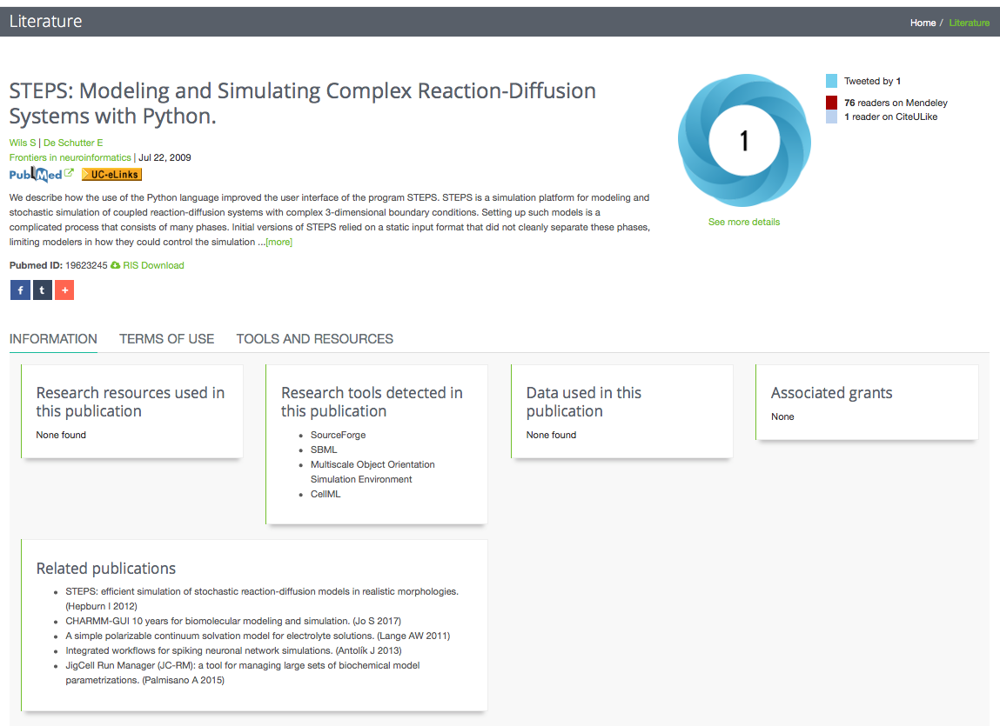 Literature
Home / Literature
STEPS: Modeling and Simulating Complex Reaction-Diffusion
Systems with Python.
Wils S | De Schutter E
Frontiers in neuroinformatics | Jul 22, 2009
PubMed UC-eLinks
We describe how the use of the Python language improved the user interface of the program STEPS. STEPS is a simulation platform for modeling and
stochastic simulation of coupled reaction-diffusion systems with complex 3-dimensional boundary conditions. Setting up such models is a
complicated process that consists of many phases. Initial versions of STEPS relied on a static input format that did not cleanly separate these phases,
limiting modelers in how they could control the simulation ...[more]
Pubmed ID: 19623245 RIS Download
f t +
1
See more details
Tweeted by 1
76 readers on Mendeley
1 reader on CiteULike
INFORMATION TERMS OF USE TOOLS AND RESOURCES
Research resources used in
this publication
None found
Research tools detected in
this publication
• SourceForge
• SBML
• Multiscale Object Orientation
Simulation Environment
• CellML
Data used in this
publication
None found
Associated grants
None
Related publications
• STEPS: efficient simulation of stochastic reaction-diffusion models in realistic morphologies.
(Hepburn I 2012)
• CHARMM-GUI 10 years for biomolecular modeling and simulation. (Jo S 2017)
• A simple polarizable continuum solvation model for electrolyte solutions. (Lange AW 2011)
• Integrated workflows for spiking neuronal network simulations. (Antolík J 2013)
• JigCell Run Manager (JC-RM): a tool for managing large sets of biochemical model
parametrizations. (Palmisano A 2015)